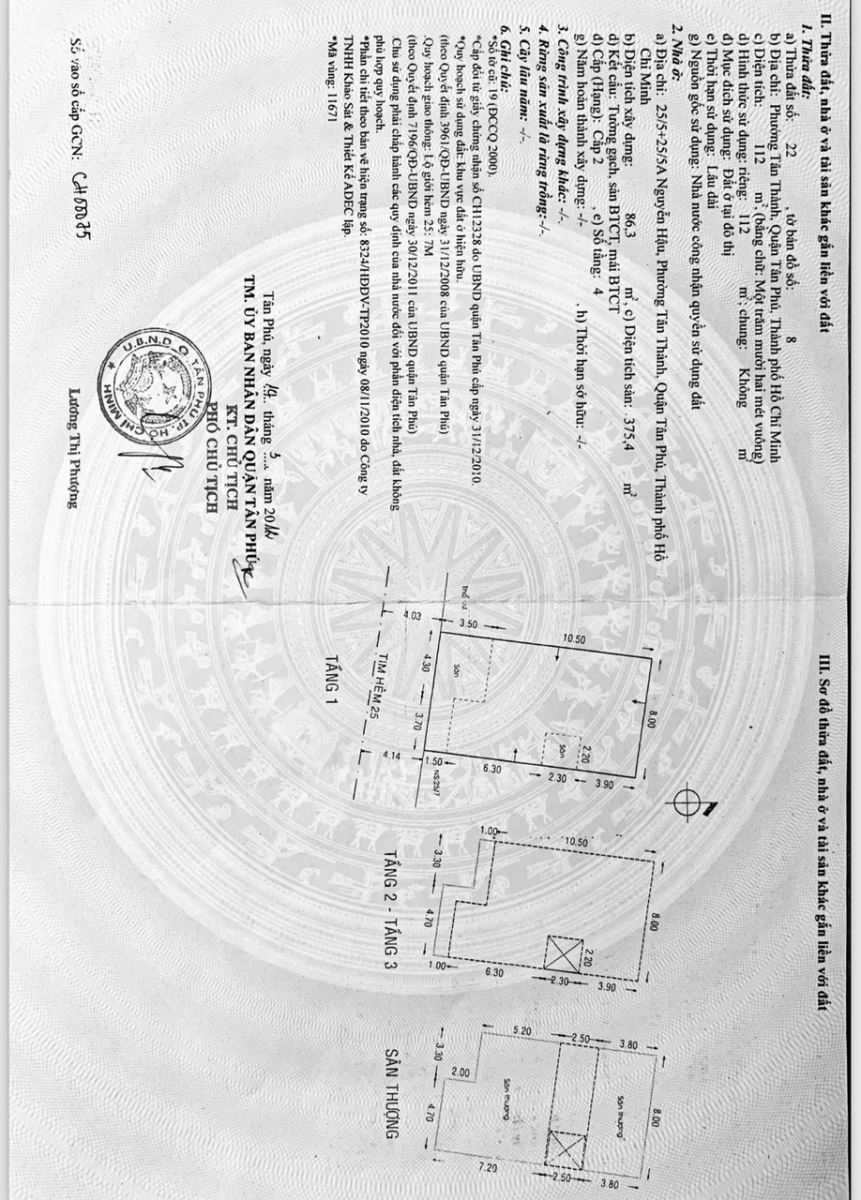 II. Thửa đất, nhà ở và tài sản khác gắn liền với đất
1. Thửa đất:
a) Thửa đất số: 22 , tờ bản đồ số: 8
b) Địa chỉ: Phường Tân Thành, Quận Tân Phú, Thành phố Hồ Chí Minh
c) Diện tích: 112 m², (bằng chữ: Một trăm mười hai mét vuông)
d) Hình thức sử dụng: riêng: 112 m²; chung: Không m²
đ) Mục đích sử dụng: Đất ở tại đô thị
e) Thời hạn sử dụng: Lâu dài
g) Nguồn gốc sử dụng: Nhà nước công nhận quyền sử dụng đất
2. Nhà ở:
a) Địa chỉ: 25/5+25/5A Nguyễn Hậu, Phường Tân Thành, Quận Tân Phú, Thành phố Hồ
Chí Minh
b) Diện tích xây dựng: 86.3 m², c) Diện tích sàn: 375,4 m²
d) Kết cấu: Tường gạch, sàn BTCT, mái BTCT
đ) Cấp (Hạng): Cấp 2 , e) Số tầng: 4
g) Năm hoàn thành xây dựng: -/- , h) Thời hạn sở hữu: -/-
3. Công trình xây dựng khác: -/-.
4. Rừng sản xuất là rừng trồng:-/-.
5. Cây lâu năm: -/-.
6. Ghi chú:
*Số tờ cũ: 19 (DCCQ 2000).
*Cấp đổi từ giấy chứng nhận số CH12328 do UBND quận Tân Phú cấp ngày 31/12/2010.
*Quy hoạch sử dụng đất: khu vực đất ở hiện hữu.
(theo Quyết định 3961/QĐ-UBND ngày 31/12/2008 của UBND quận Tân Phú)
.Quy hoạch giao thông: Lộ giới hẻm 25: 7M
(theo Quyết định 7196/QĐ-UBND ngày 30/12/2011 của UBND quận Tân Phú)
.Chủ sử dụng phải chấp hành các quy định của nhà nước đối với phần diện tích nhà, đất không
phù hợp quy hoạch.
*Phần chi tiết theo bản vẽ hiện trạng số: 8324/HĐDV-TP2010 ngày 08/11/2010 do Công ty
TNHH Khảo Sát & Thiết Kế ADEC lập.
*Mã vùng: 11671
Tân Phú, ngày 14 tháng 5 năm 20
TM. ỦY BAN NHÂN DÂN QUẬN TÂN PHÚ
KT. CHỦ TỊCH
PHÓ CHỦ TỊCH
U.B.N.D Q. TÂN PHÚ TP. HỒ CHÍ MINH
Lương Thị Phượng
Số vào sổ cấp GCN: CH00075
III. Sơ đồ thửa đất, nhà ở và tài sản khác gắn liền với đất
8.00
10.50
2.20
Sân
2.30
3.90
6.30
Sân
3.50
Thổ cư
4.30
3.70
1.50
NS:25/7
4.03
4.14
TIM HẺM 25
TẦNG 1
8.00
10.50
2.20
2.30
3.90
6.30
1.00
3.30
4.70
1.00
TẦNG 2 - TẦNG 3
8.00
3.80
2.50
5.20
Sân thượng
Sân thượng
2.00
3.30
4.70
7.20
2.50
3.80
SÂN THƯỢNG